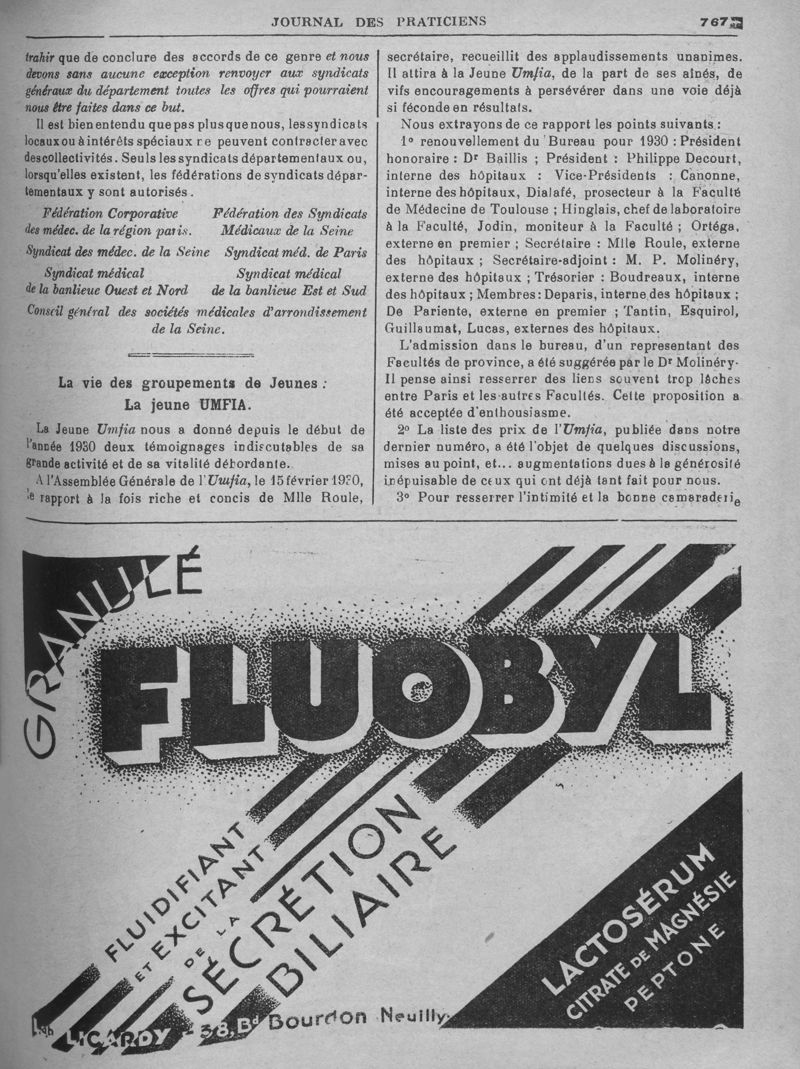 JOURNAL DES PRATICIENS 767
trahir que de conclure des accords de ce genre et nous
devons sans aucune exception renvoyer aux syndicats
généraux du département toutes les offres qui pourraient
nous être faites dans ce but.
Il est bien entendu que pas plus que nous, les syndicats
locaux ou à intérêts spéciaux ne peuvent contracter avec
des collectivités. Seuls les syndicats départementaux ou,
lorsqu'elles existent, les fédérations de syndicats dépar-
tementaux y sont autorisés.
Fédération Corporative Fédération des Syndicats
des médec. de la région paris. Médicaux de la Seine
Syndicat des médec. de la Seine Syndicat méd. de Paris
Syndicat médical Syndicat médical
de la banlieue Ouest et Nord de la banlieue Est et Sud
Conseil général des sociétés médicales d'arrondissement
de la Seine.
La vie des groupements de Jeunes :
La jeune UMFIA.
La Jeune Umfia nous a donné depuis le début de
l'année 1930 deux témoignages indiscutables de sa
grande activité et de sa vitalité débordante.
A l'Assemblée Générale de l'Umfia, le 15 février 1930,
le rapport à la fois riche et concis de Mlle Roule,
secrétaire, recueillit des applaudissements unanimes.
Il attira à la Jeune Umfia, de la part de ses aînés, de
vifs encouragements à persévérer dans une voie déjà
si féconde en résultats.
Nous extrayons de ce rapport les points suivants :
1° renouvellement du Bureau pour 1930 : Président
honoraire : Dr Baillis ; Président : Philippe Decourt,
interne des hôpitaux : Vice-Présidents : Canonne,
interne des hôpitaux, Dialafé, prosecteur à la Faculté
de Médecine de Toulouse ; Hinglais, chef de laboratoire
à la Faculté, Jodin, moniteur à la Faculté ; Ortéga,
externe en premier ; Secrétaire : Mlle Roule, externe
des hôpitaux ; Secrétaire-adjoint : M. P. Molinéry,
externe des hôpitaux ; Trésorier : Boudreaux, interne
des hôpitaux ; Membres : Deparis, interne des hôpitaux ;
De Pariente, externe en premier ; Tantin, Esquirol,
Guillaumat, Lucas, externes des hôpitaux.
L'admission dans le bureau, d'un représentant des
Facultés de province, a été suggérée par le Dr Molinéry.
Il pense ainsi resserrer des liens souvent trop lâches
entre Paris et les autres Facultés. Cette proposition a
été acceptée d'enthousiasme.
2° La liste des prix de l'Umfia, publiée dans notre
dernier numéro, a été l'objet de quelques discussions,
mises au point, et... augmentations dues à la générosité
inépuisable de ceux qui ont déjà tant fait pour nous.
3° Pour resserrer l'intimité et la bonne camaraderie
GRANULÉ
FLUOBYL
FLUIDIFIANT
ET EXCITANT
DE LA
SÉCRÉTION
BILIAIRE
LACTOSÉRUM
CITRATE DE MAGNÉSIE
PEPTONE
Lab LICARDY - 38, Bd Bourdon Neuilly